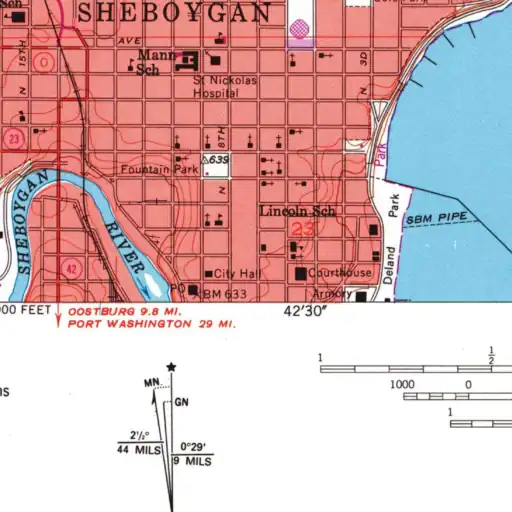 Sch
SHEBOYGAN
AVE
15TH
N
Mann
Sch
3D
N
St Nickolas
Hospital
8TH
N
23
Park
Fountain Park
639
Lincoln Sch
23
SBM PIPE
Deland Park
SHEBOYGAN
RIVER
42
City Hall
Courthouse
PO
BM 633
Armory
000 FEET
OOSTBURG 9.8 MI.
PORT WASHINGTON 29 MI.
42'30"
1
1/2
MN
GN
1000
0
1
2½°
44 MILS
0°29'
9 MILS